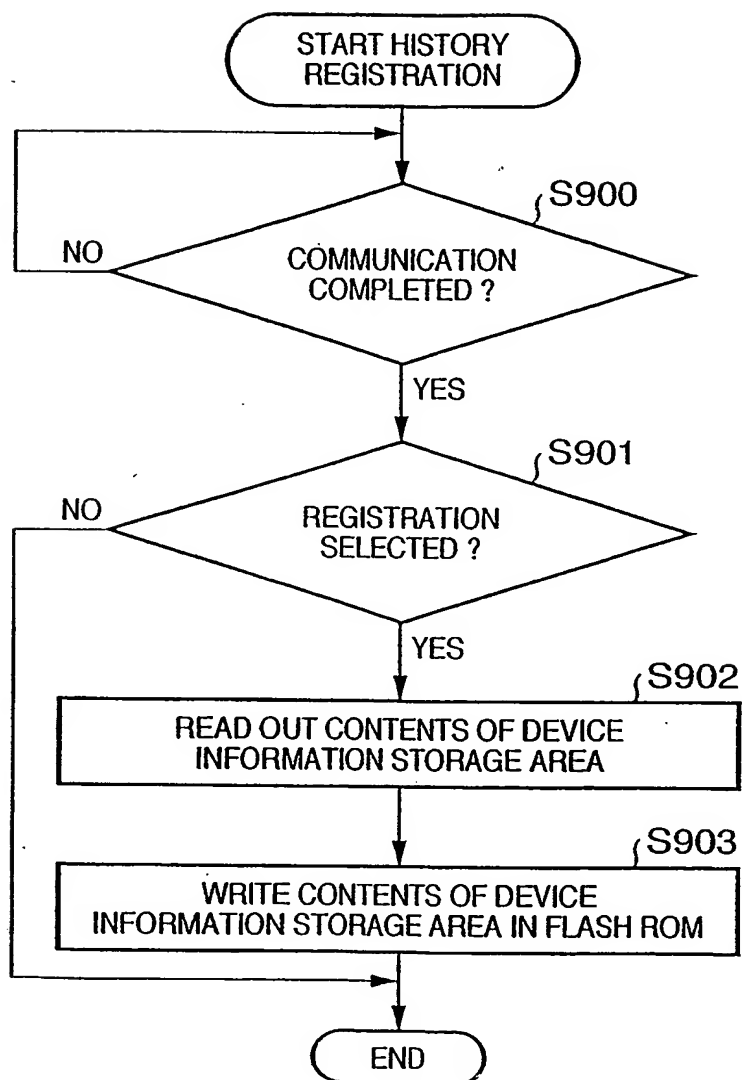 START HISTORY
REGISTRATION
S900
NO
COMMUNICATION
COMPLETED ?
YES
S901
NO
REGISTRATION
SELECTED ?
YES
S902
READ OUT CONTENTS OF DEVICE
INFORMATION STORAGE AREA
S903
WRITE CONTENTS OF DEVICE
INFORMATION STORAGE AREA IN FLASH ROM
END